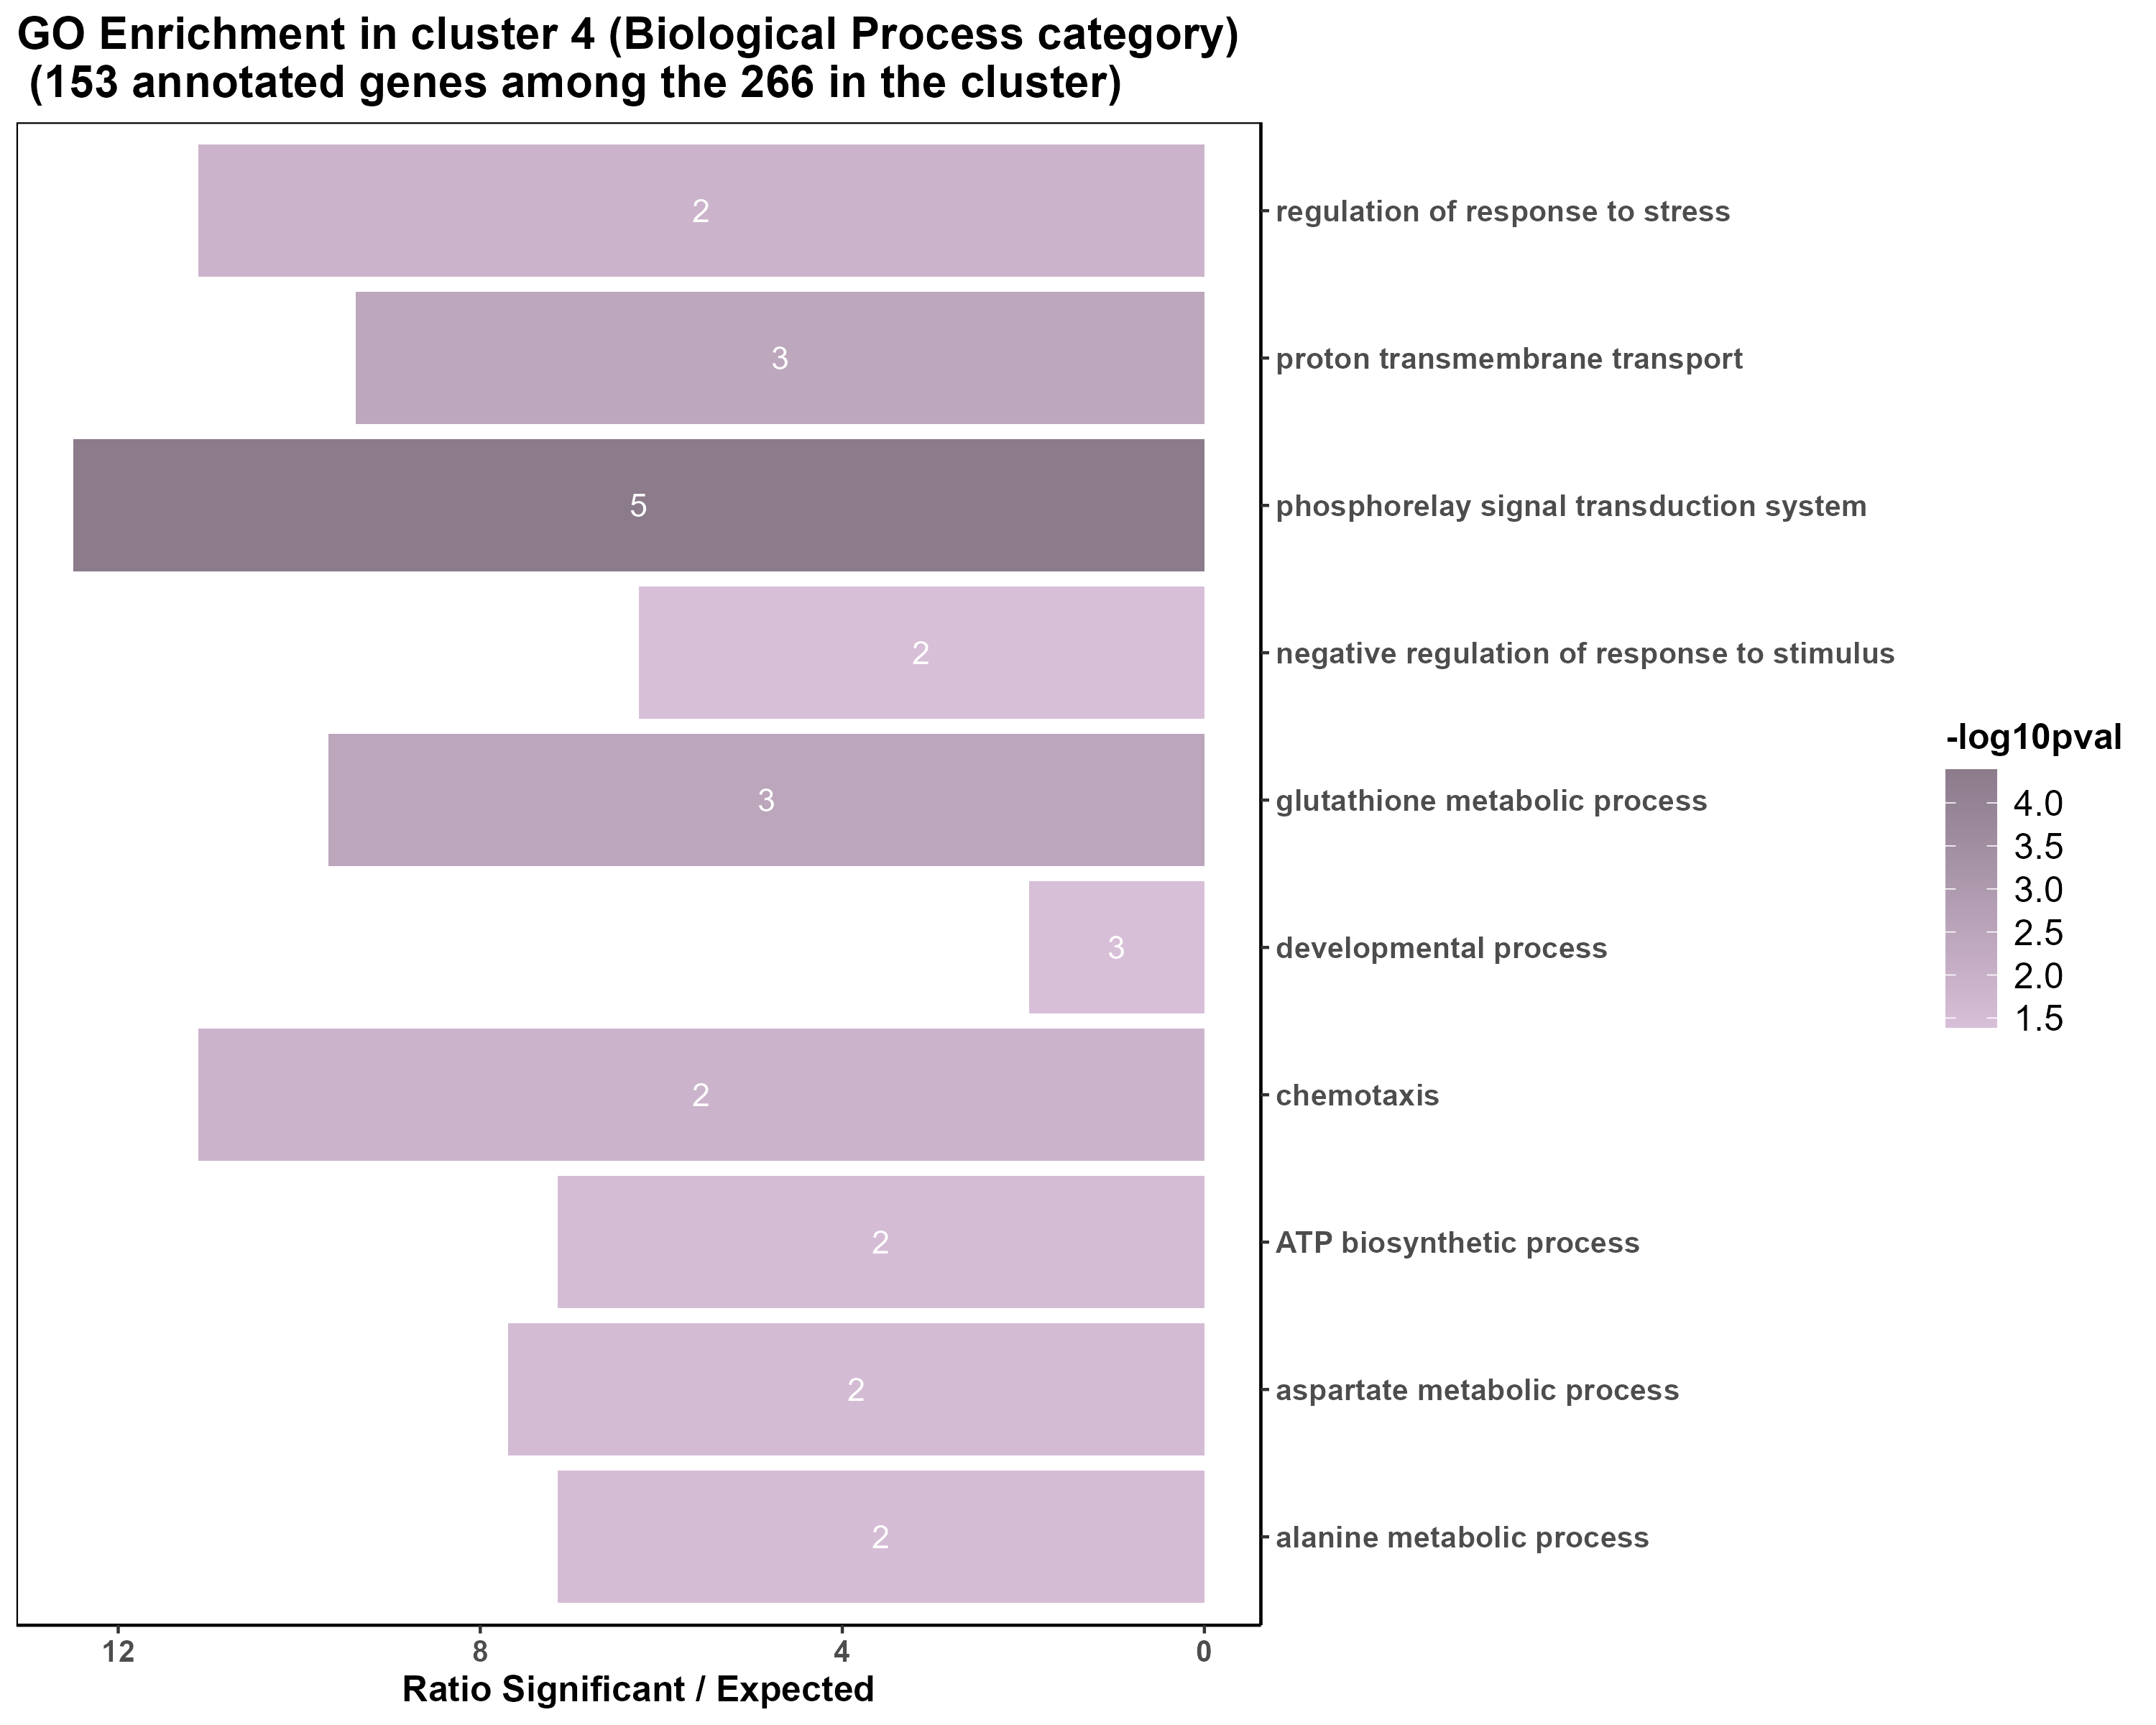 GO Enrichment in cluster 4 (Biological Process category)
(153 annotated genes among the 266 in the cluster)
2 regulation of response to stress
3 proton transmembrane transport
5 phosphorelay signal transduction system
2 negative regulation of response to stimulus
3 glutathione metabolic process
3 developmental process
2 chemotaxis
2 ATP biosynthetic process
2 aspartate metabolic process
2 alanine metabolic process
12 8 4 0
Ratio Significant / Expected
-log10pval
4.0
3.5
3.0
2.5
2.0
1.5